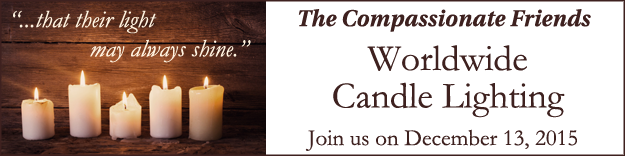 “...that their light
may always shine.”
The Compassionate Friends
Worldwide
Candle Lighting
Join us on December 13, 2015